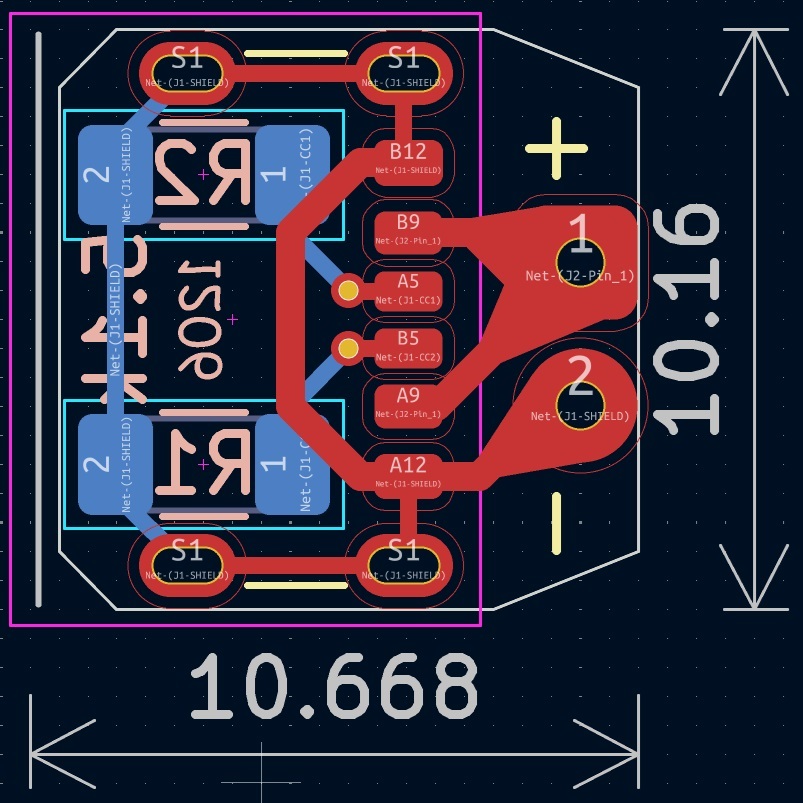 S1
Net-(J1-SHIELD)
S1
Net-(J1-SHIELD)
2
Net-(J1-SHIELD)
R2
1
Net-(J1-CC1)
B12
Net-(J1-SHIELD)
+
B9
Net-(J2-Pin_1)
1
Net-(J2-Pin_1)
A5
Net-(J1-CC1)
5.1K
1206
Net-(J1-SHIELD)
B5
Net-(J1-CC2)
10.16
2
Net-(J1-SHIELD)
A9
Net-(J2-Pin_1)
A12
Net-(J1-SHIELD)
2
Net-(J1-SHIELD)
R1
1
S1
Net-(J1-SHIELD)
S1
Net-(J1-SHIELD)
-
10.668